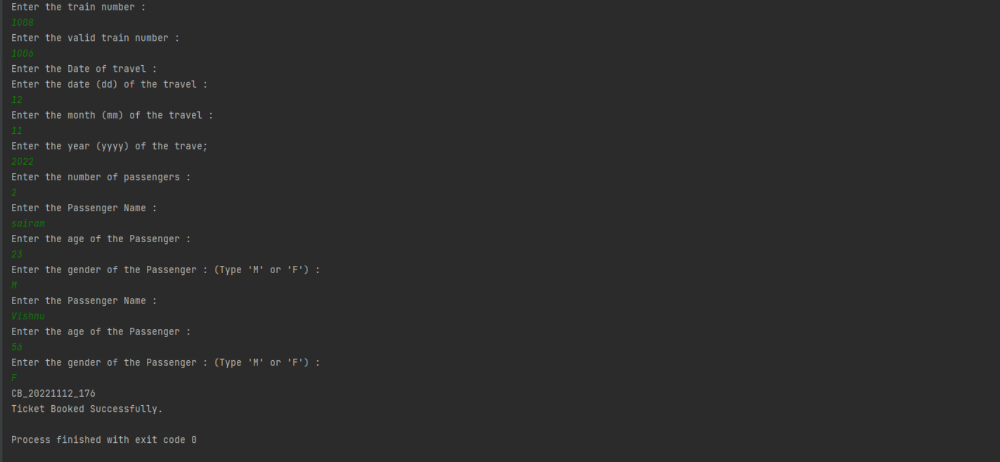 Enter the train number :
1008
Enter the valid train number :
1006
Enter the Date of travel :
Enter the date (dd) of the travel :
12
Enter the month (mm) of the travel :
11
Enter the year (yyyy) of the trave;
2022
Enter the number of passengers :
2
Enter the Passenger Name :
sairam
Enter the age of the Passenger :
23
Enter the gender of the Passenger : (Type 'M' or 'F') :
M
Enter the Passenger Name :
Vishnu
Enter the age of the Passenger :
56
Enter the gender of the Passenger : (Type 'M' or 'F') :
F
CB_20221112_176
Ticket Booked Successfully.
Process finished with exit code 0